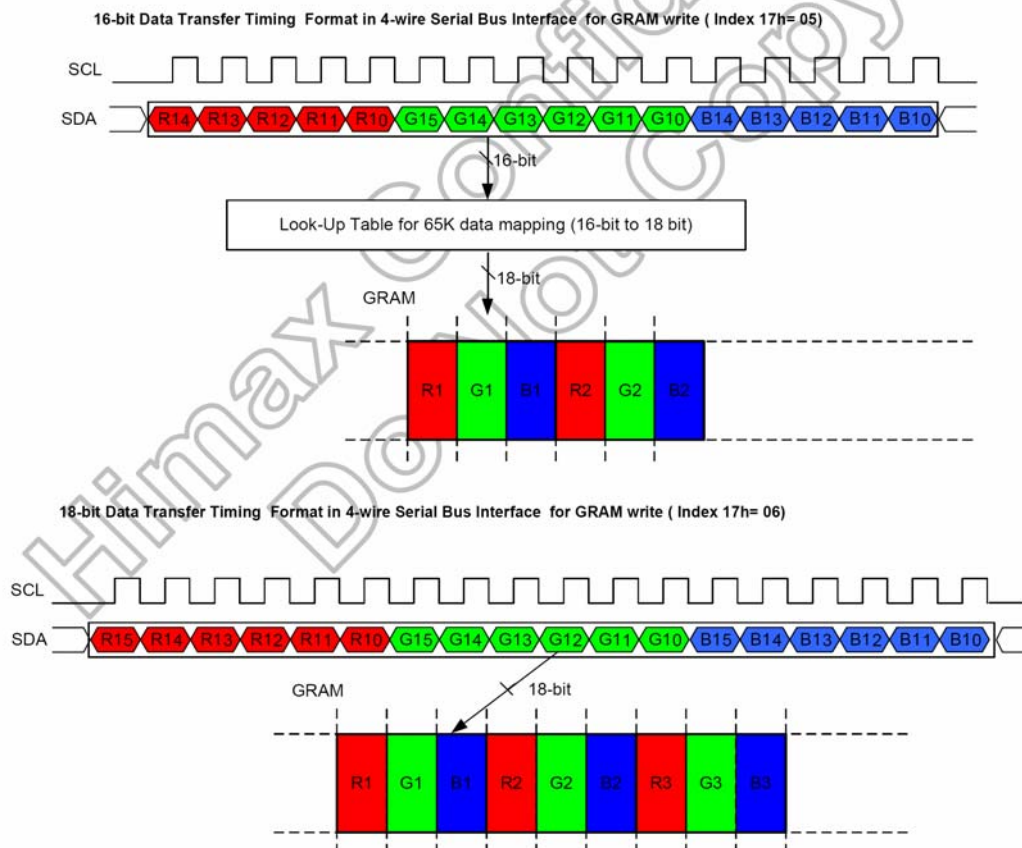 16-bit Data Transfer Timing Format in 4-wire Serial Bus Interface for GRAM write ( Index 17h= 05)
SCL
SDA
R14 R13 R12 R11 R10 G15 G14 G13 G12 G11 G10 B14 B13 B12 B11 B10
16-bit
Look-Up Table for 65K data mapping (16-bit to 18 bit)
18-bit
GRAM
R1 G1 B1 R2 G2 B2
18-bit Data Transfer Timing Format in 4-wire Serial Bus Interface for GRAM write ( Index 17h= 06)
SCL
SDA
R15 R14 R13 R12 R11 R10 G15 G14 G13 G12 G11 G10 B15 B14 B13 B12 B11 B10
GRAM
18-bit
R1 G1 B1 R2 G2 B2 R3 G3 B3
Himax Confid
Do Not Copy